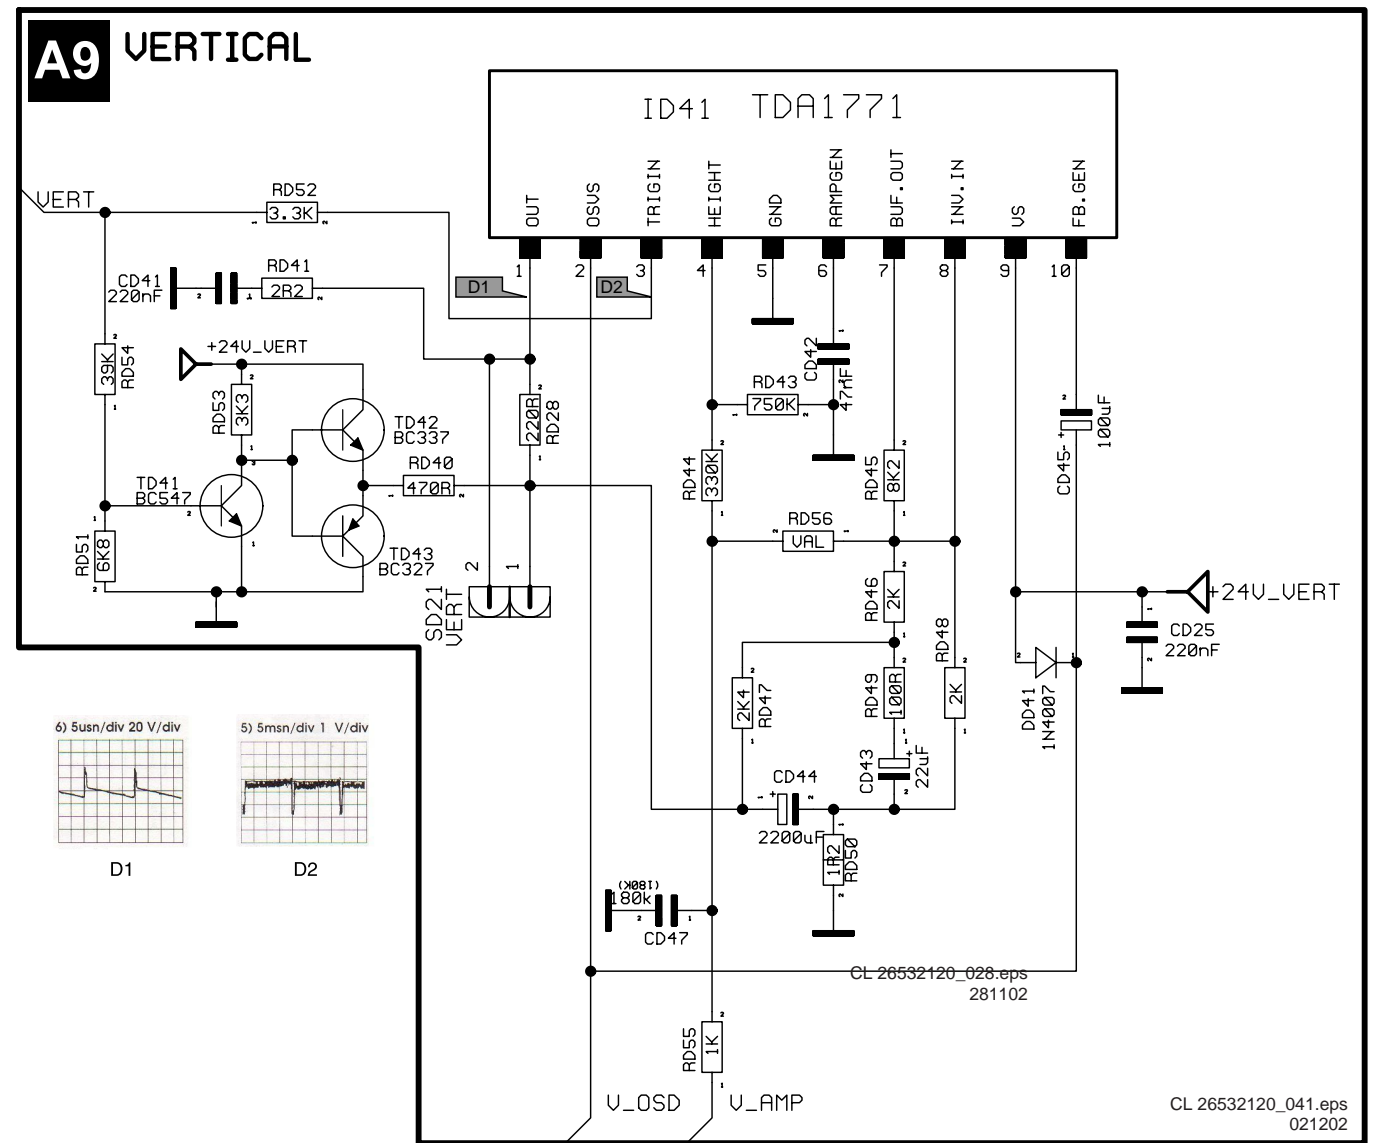 A9 VERTICAL
ID41 TDA1771
OUT
OSVS
TRIGIN
HEIGHT
GND
RAMPGEN
BUF.OUT
INV.IN
VS
FB.GEN
1 2 3 4 5 6 7 8 9 10
VERT
RD52
3.3K
D1
D2
CD41
220nF
RD41
2R2
39K
RD54
+24V_VERT
RD53
3K3
TD42
BC337
220R
RD28
RD40
470R
TD41
BC547
RD51
6K8
TD43
BC327
2 1
SD21
VERT
CD42
47nF
RD43
750K
RD44
330K
RD45
8K2
CD45
100uF
RD56
VAL
RD46
2K
RD48
2K
RD47
2K4
RD49
100R
CD43
22uF
DD41
1N4007
+24V_VERT
CD25
220nF
CD44
2200uF
1R2
RD50
(180K)
180k
CD47
6) 5usn/div 20 V/div
5) 5msn/div 1 V/div
D1
D2
CL 26532120_028.eps
281102
RD55
1K
V_OSD
V_AMP
CL 26532120_041.eps
021202